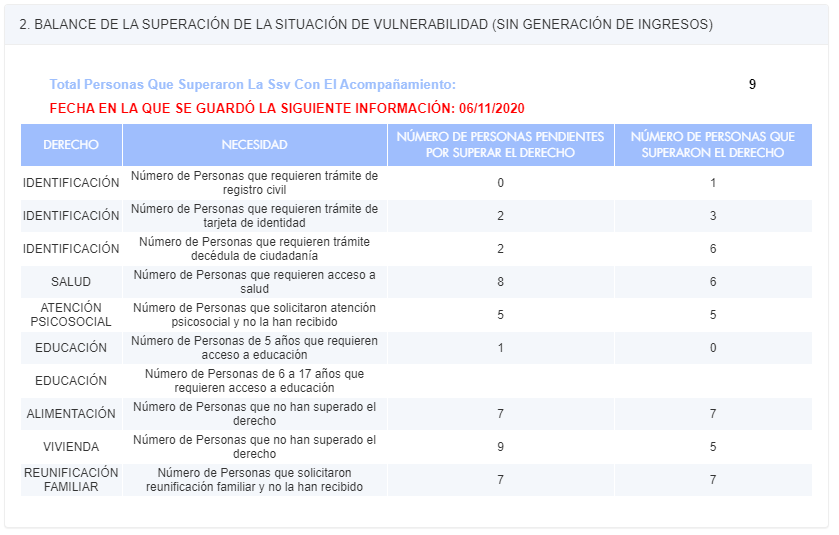 2. BALANCE DE LA SUPERACIÓN DE LA SITUACIÓN DE VULNERABILIDAD (SIN GENERACIÓN DE INGRESOS)
Total Personas Que Superaron La Ssv Con El Acompañamiento: 9
FECHA EN LA QUE SE GUARDÓ LA SIGUIENTE INFORMACIÓN: 06/11/2020
DERECHO
NECESIDAD
NÚMERO DE PERSONAS PENDIENTES
POR SUPERAR EL DERECHO
NÚMERO DE PERSONAS QUE
SUPERARON EL DERECHO
IDENTIFICACIÓN
Número de Personas que requieren trámite de
registro civil
0
1
IDENTIFICACIÓN
Número de Personas que requieren trámite de
tarjeta de identidad
2
3
IDENTIFICACIÓN
Número de Personas que requieren trámite
decédula de ciudadanía
2
6
SALUD
Número de Personas que requieren acceso a
salud
8
6
ATENCIÓN
PSICOSOCIAL
Número de Personas que solicitaron atención
psicosocial y no la han recibido
5
5
EDUCACIÓN
Número de Personas de 5 años que requieren
acceso a educación
1
0
EDUCACIÓN
Número de Personas de 6 a 17 años que
requieren acceso a educación
ALIMENTACIÓN
Número de Personas que no han superado el
derecho
7
7
VIVIENDA
Número de Personas que no han superado el
derecho
9
5
REUNIFICACIÓN
FAMILIAR
Número de Personas que solicitaron
reunificación familiar y no la han recibido
7
7